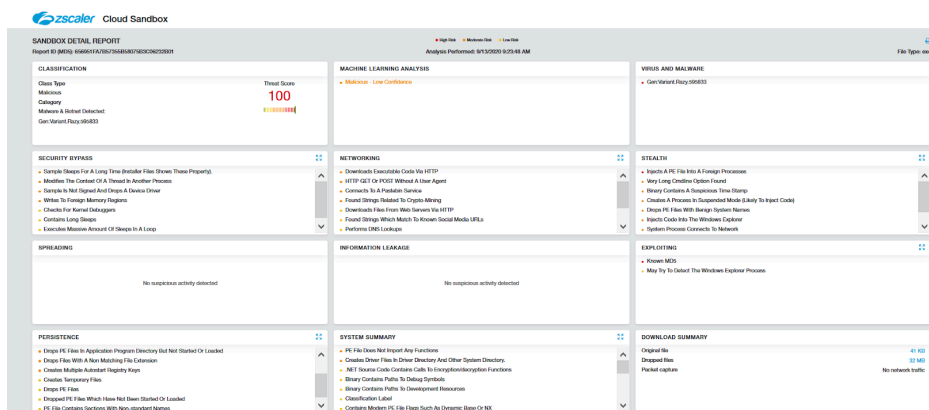 zscaler Cloud Sandbox
SANDBOX DETAIL REPORT
Report ID (MD5): 656951FA7B57355B58075B3C06232B01
High Risk Moderate Risk Low Risk
Analysis Performed: 9/13/2020 9:23:48 AM
File Type: exe
CLASSIFICATION
Class Type
Malicious
Category
Malware & Botnet Detected:
Gen:Variant.Razy.595833
Threat Score
100
MACHINE LEARNING ANALYSIS
Malicious - Low Confidence
VIRUS AND MALWARE
Gen:Variant.Razy.595833
SECURITY BYPASS
Sample Sleeps For A Long Time (Installer Files Shows These Property).
Modifies The Context Of A Thread In Another Process
Sample Is Not Signed And Drops A Device Driver
Writes To Foreign Memory Regions
Checks For Kernel Debuggers
Contains Long Sleeps
Executes Massive Amount Of Sleeps In A Loop
NETWORKING
Downloads Executable Code Via HTTP
HTTP GET Or POST Without A User Agent
Connects To A Pastebin Service
Found Strings Related To Crypto-Mining
Downloads Files From Web Servers Via HTTP
Found Strings Which Match To Known Social Media URLs
Performs DNS Lookups
STEALTH
Injects A PE File Into A Foreign Processes
Very Long Cmdline Option Found
Binary Contains A Suspicious Time Stamp
Creates A Process In Suspended Mode (Likely To Inject Code)
Drops PE Files With Benign System Names
Injects Code Into The Windows Explorer
System Process Connects To Network
SPREADING
No suspicious activity detected
INFORMATION LEAKAGE
No suspicious activity detected
EXPLOITING
Known MD5
May Try To Detect The Windows Explorer Process
PERSISTENCE
Drops PE Files In Application Program Directory But Not Started Or Loaded
Drops Files With A Non Matching File Extension
Creates Multiple Autostart Registry Keys
Creates Temporary Files
Drops PE Files
Dropped PE Files Which Have Not Been Started Or Loaded
PE File Contains Sections With Non-standard Names
SYSTEM SUMMARY
PE File Does Not Import Any Functions
Creates Driver Files In Driver Directory And Other System Directory.
.NET Source Code Contains Calls To Encryption/decryption Functions
Binary Contains Paths To Debug Symbols
Binary Contains Paths To Development Resources
Classification Label
Contains Modern PE File Flags Such As Dynamic Base Or NX
DOWNLOAD SUMMARY
Original file 41 KB
Dropped files 32 MB
Packet capture No network traffic